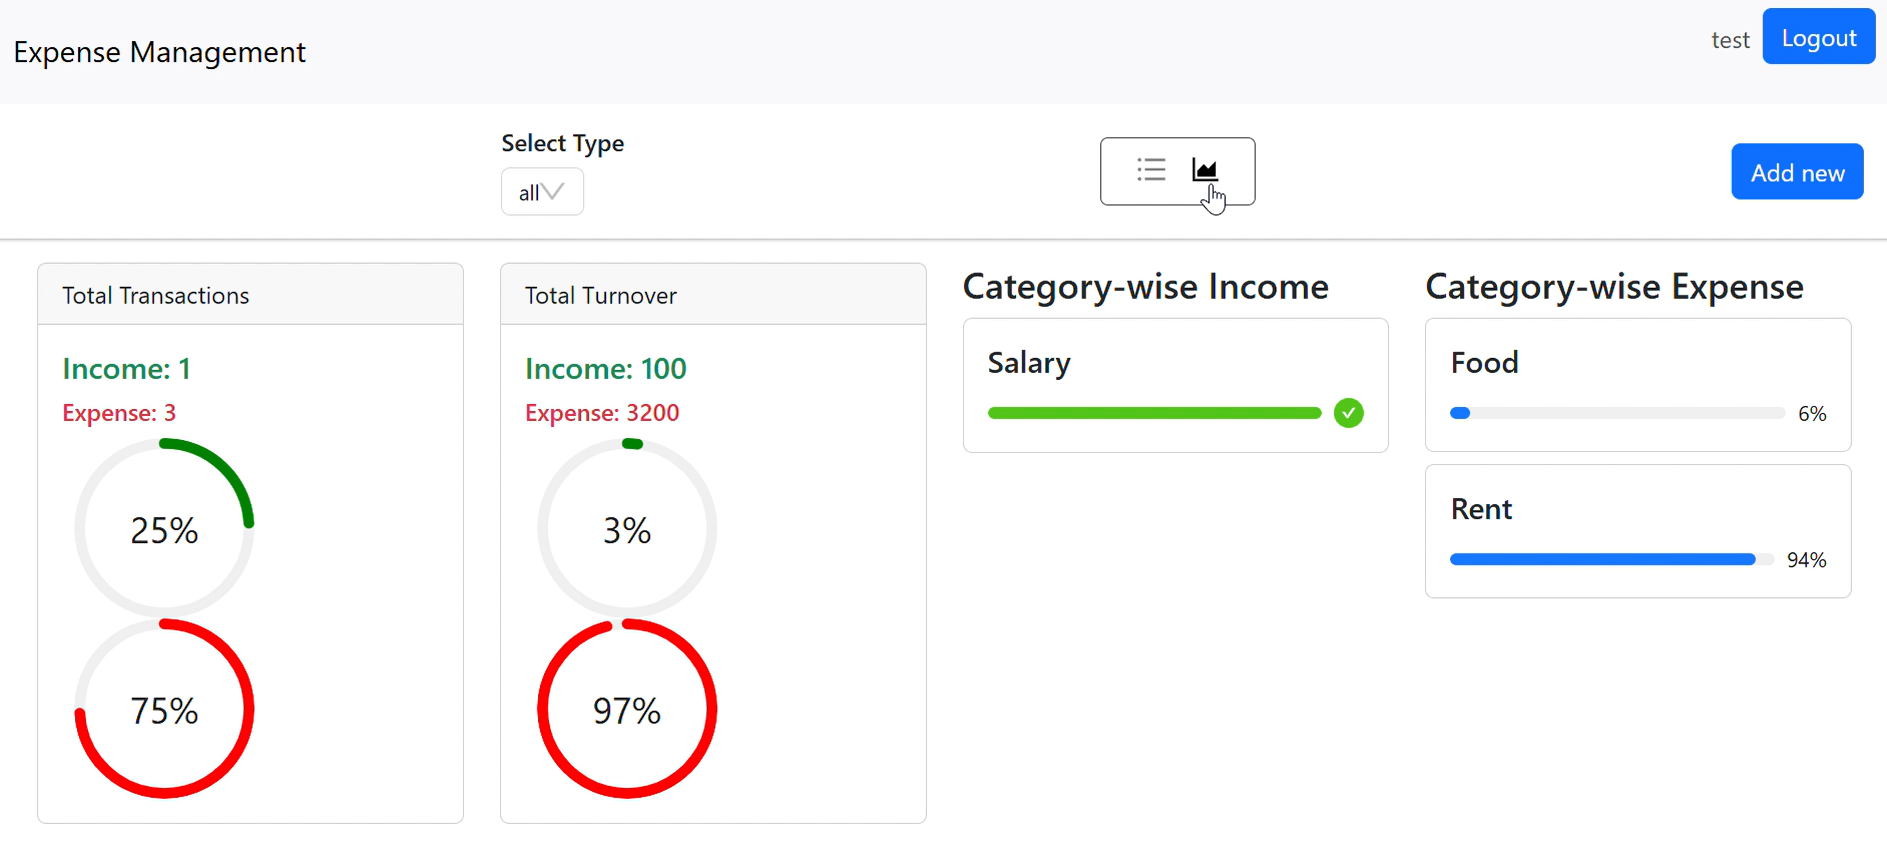 Expense Management
test
Logout
Select Type
all
Add new
Total Transactions
Income: 1
Expense: 3
25%
75%
Total Turnover
Income: 100
Expense: 3200
3%
97%
Category-wise Income
Salary
Category-wise Expense
Food
6%
Rent
94%